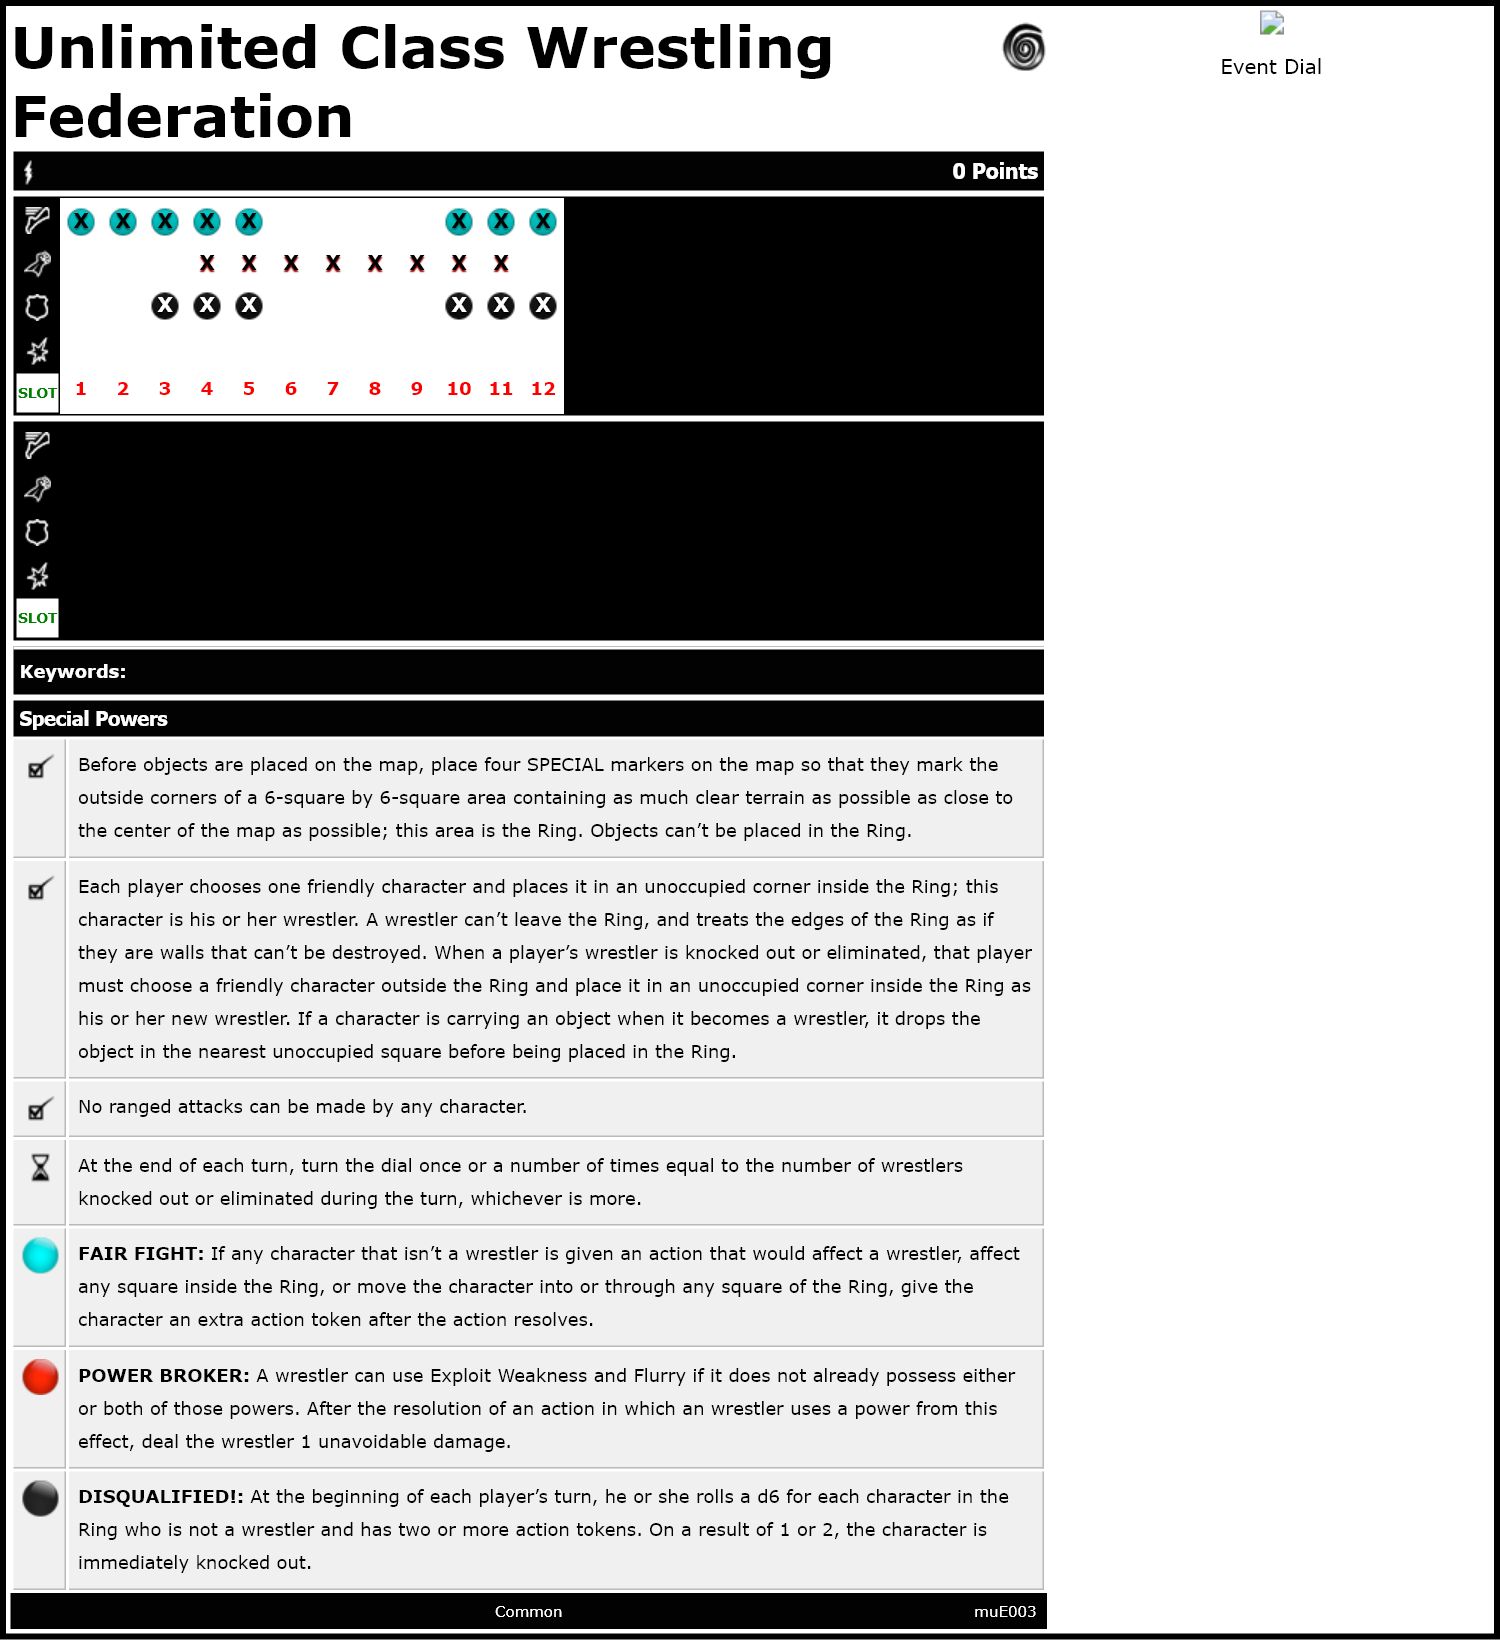 Unlimited Class Wrestling
Federation
Event Dial
0 Points
X X X X X X X X
X X X X X X X X
X X X X X X
SLOT 1 2 3 4 5 6 7 8 9 10 11 12
SLOT
Keywords:
Special Powers
Before objects are placed on the map, place four SPECIAL markers on the map so that they mark the
outside corners of a 6-square by 6-square area containing as much clear terrain as possible as close to
the center of the map as possible; this area is the Ring. Objects can’t be placed in the Ring.
Each player chooses one friendly character and places it in an unoccupied corner inside the Ring; this
character is his or her wrestler. A wrestler can’t leave the Ring, and treats the edges of the Ring as if
they are walls that can’t be destroyed. When a player’s wrestler is knocked out or eliminated, that player
must choose a friendly character outside the Ring and place it in an unoccupied corner inside the Ring as
his or her new wrestler. If a character is carrying an object when it becomes a wrestler, it drops the
object in the nearest unoccupied square before being placed in the Ring.
No ranged attacks can be made by any character.
At the end of each turn, turn the dial once or a number of times equal to the number of wrestlers
knocked out or eliminated during the turn, whichever is more.
FAIR FIGHT: If any character that isn’t a wrestler is given an action that would affect a wrestler, affect
any square inside the Ring, or move the character into or through any square of the Ring, give the
character an extra action token after the action resolves.
POWER BROKER: A wrestler can use Exploit Weakness and Flurry if it does not already possess either
or both of those powers. After the resolution of an action in which an wrestler uses a power from this
effect, deal the wrestler 1 unavoidable damage.
DISQUALIFIED!: At the beginning of each player’s turn, he or she rolls a d6 for each character in the
Ring who is not a wrestler and has two or more action tokens. On a result of 1 or 2, the character is
immediately knocked out.
Common muE003